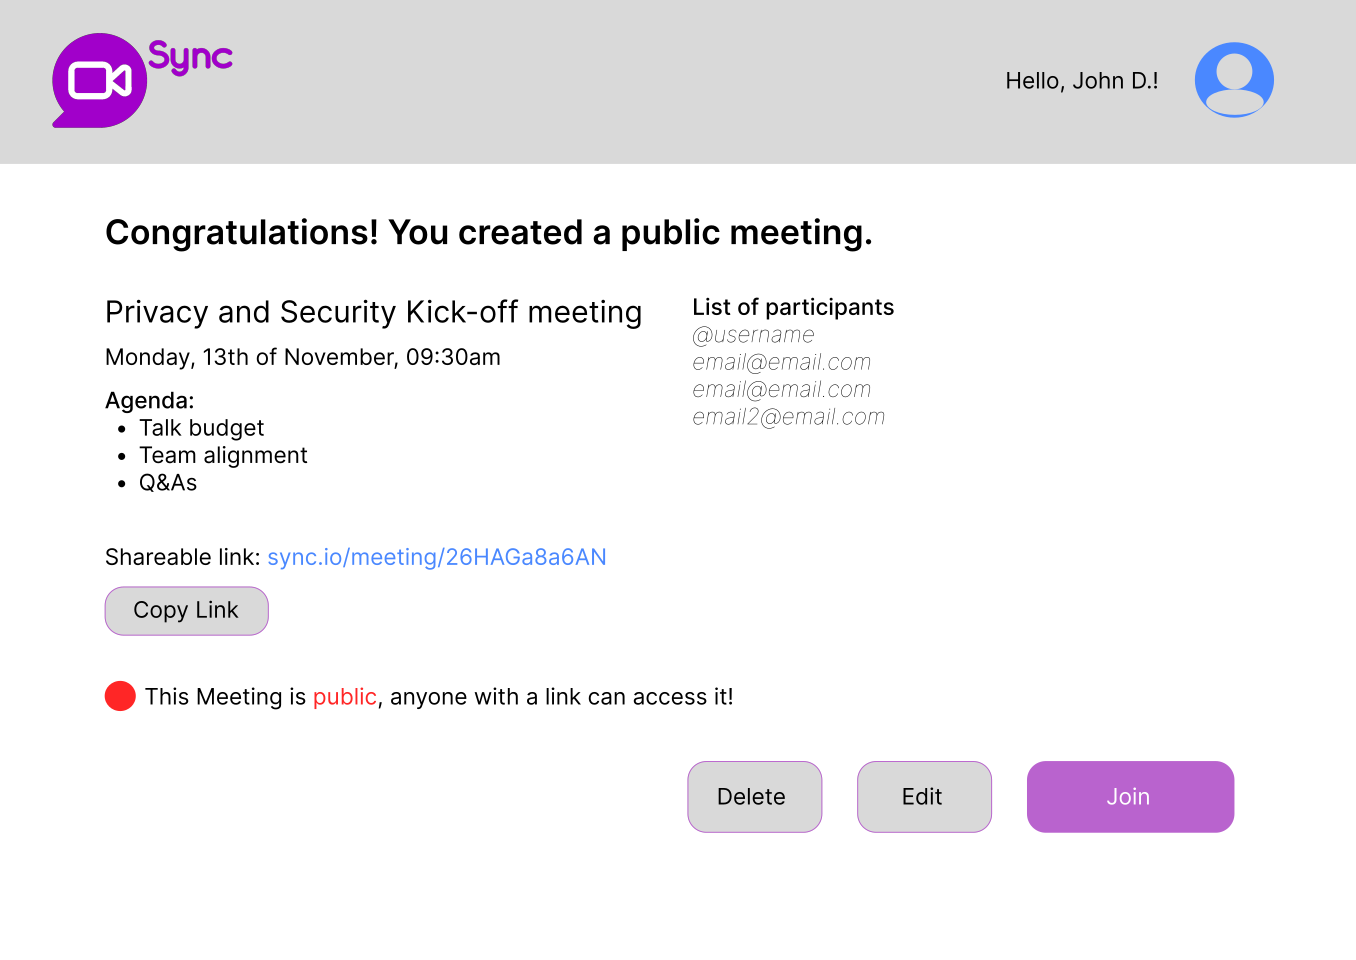 Sync
Hello, John D.!
Congratulations! You created a public meeting.
Privacy and Security Kick-off meeting
Monday, 13th of November, 09:30am
Agenda:
• Talk budget
• Team alignment
• Q&As
List of participants
@username
email@email.com
email@email.com
email2@email.com
Shareable link: sync.io/meeting/26HAGa8a6AN
Copy Link
This Meeting is public, anyone with a link can access it!
Delete
Edit
Join